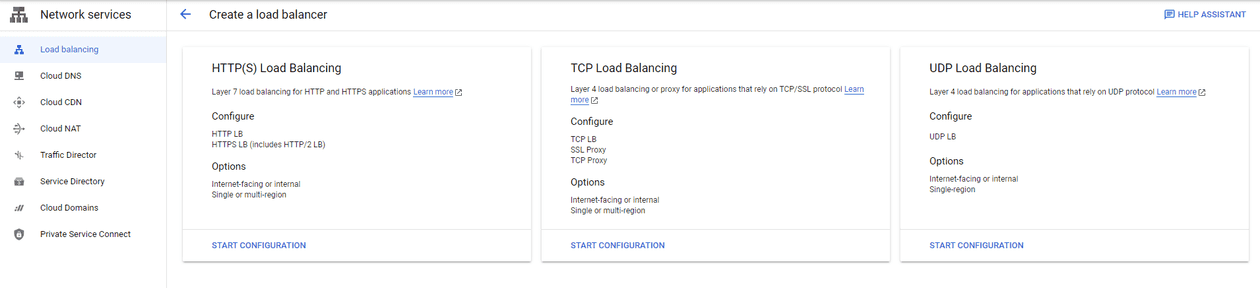 Network services
Create a load balancer
HELP ASSISTANT
Load balancing
Cloud DNS
Cloud CDN
Cloud NAT
Traffic Director
Service Directory
Cloud Domains
Private Service Connect
HTTP(S) Load Balancing
Layer 7 load balancing for HTTP and HTTPS applications Learn more
Configure
HTTP LB
HTTPS LB (includes HTTP/2 LB)
Options
Internet-facing or internal
Single or multi-region
START CONFIGURATION
TCP Load Balancing
Layer 4 load balancing or proxy for applications that rely on TCP/SSL protocol Learn
more
Configure
TCP LB
SSL Proxy
TCP Proxy
Options
Internet-facing or internal
Single or multi-region
START CONFIGURATION
UDP Load Balancing
Layer 4 load balancing for applications that rely on UDP protocol Learn more
Configure
UDP LB
Options
Internet-facing or internal
Single-region
START CONFIGURATION